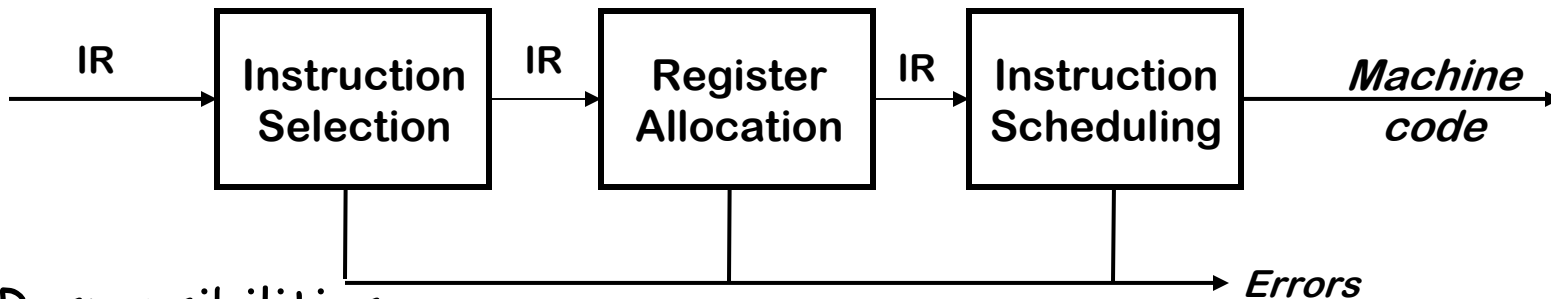 IR
Instruction
Selection
IR
Register
Allocation
IR
Instruction
Scheduling
Machine
code
Errors